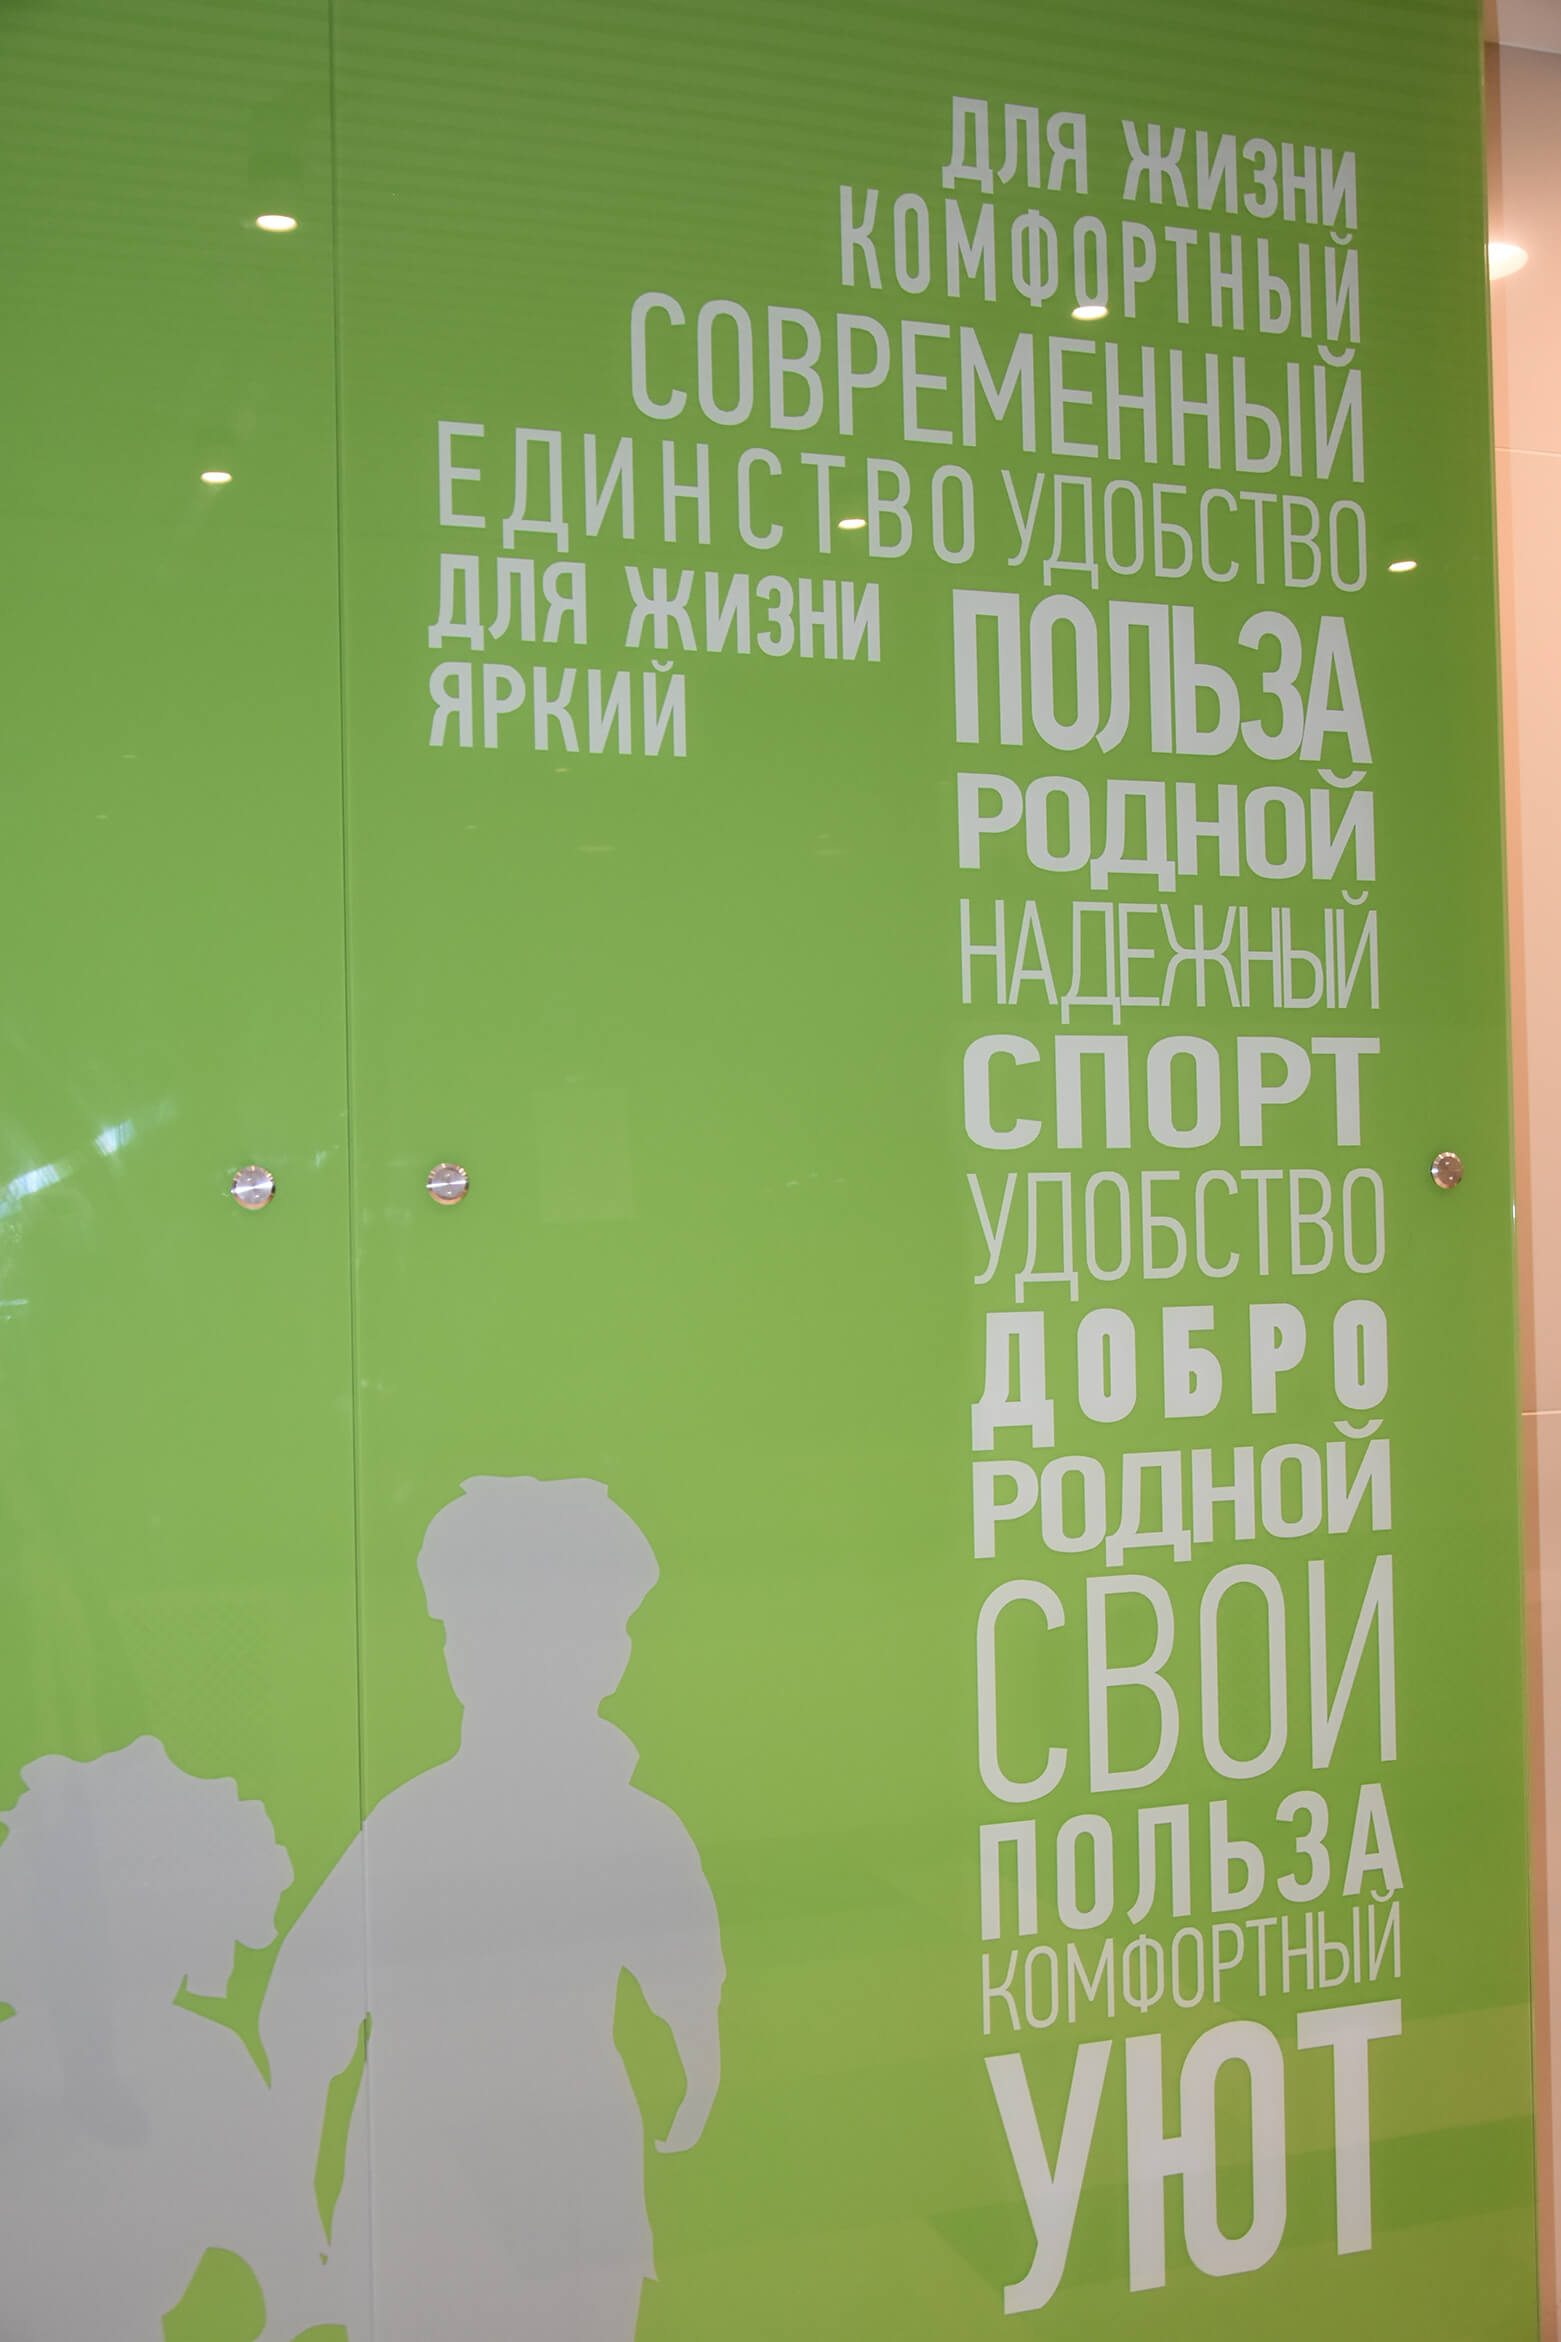 ДЛЯ ЖИЗНИ
КОМФОРТНЫЙ
СОВРЕМЕННЫЙ
ЕДИНСТВО УДОБСТВО
ДЛЯ ЖИЗНИ
ЯРКИЙ
ПОЛЬЗА
РОДНОЙ
НАДЕЖНЫЙ
СПОРТ
УДОБСТВО
ДОБРО
РОДНОЙ
СВОИ
ПОЛЬЗА
КОМФОРТНЫЙ
УЮТ